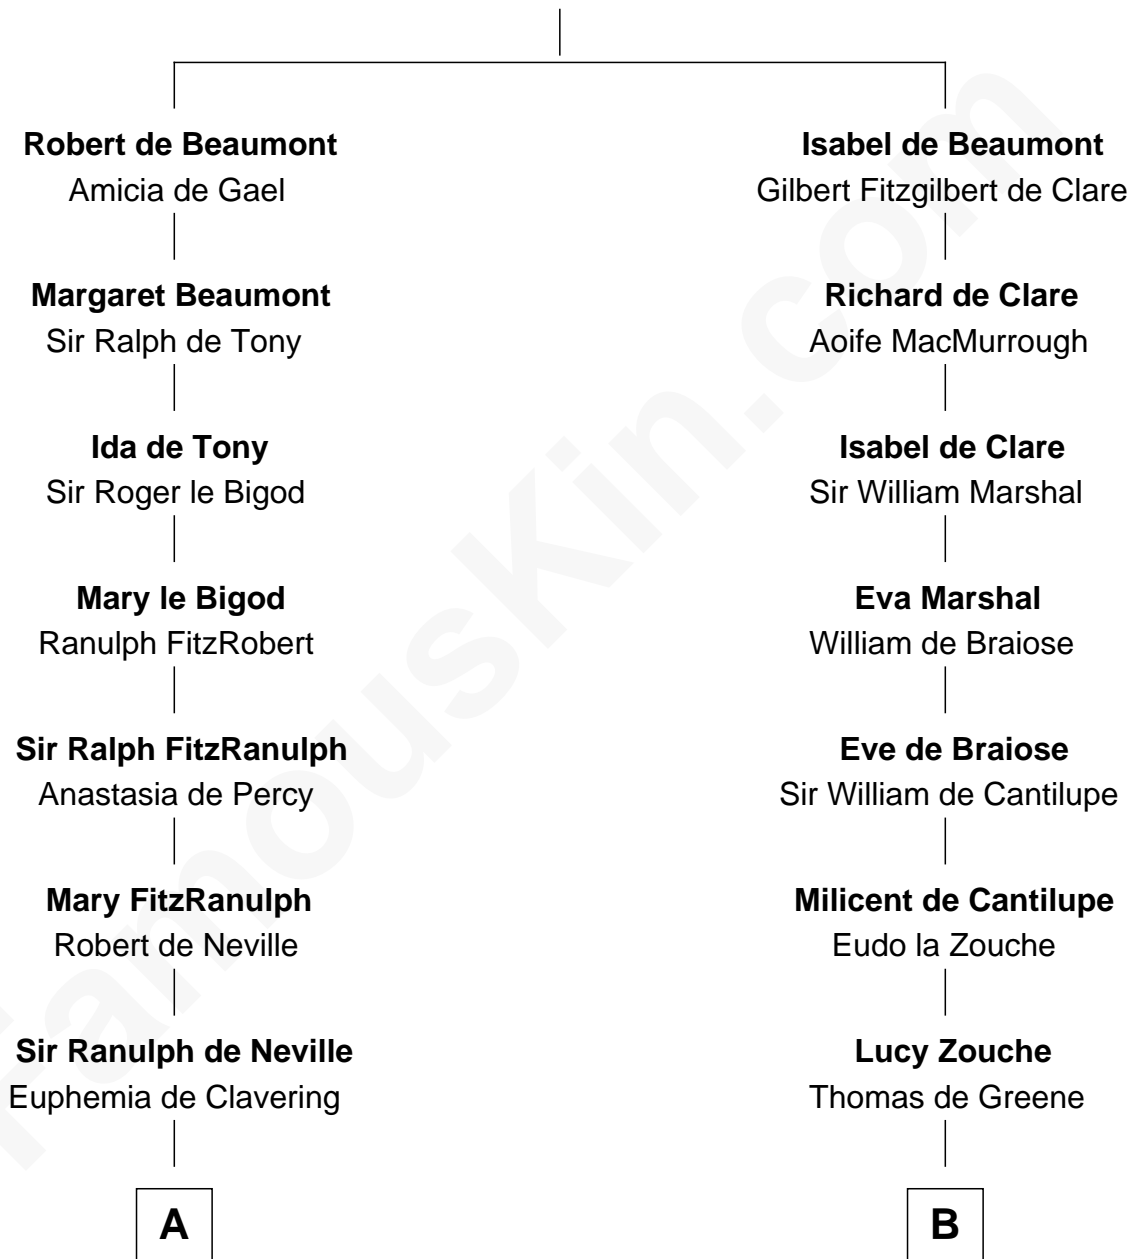 Robert de Beaumont
Amicia de Gael
Margaret Beaumont
Sir Ralph de Tony
Ida de Tony
Sir Roger le Bigod
Mary le Bigod
Ranulph FitzRobert
Sir Ralph FitzRanulph
Anastasia de Percy
Mary FitzRanulph
Robert de Neville
Sir Ranulph de Neville
Euphemia de Clavering
A
Isabel de Beaumont
Gilbert Fitzgilbert de Clare
Richard de Clare
Aoife MacMurrough
Isabel de Clare
Sir William Marshal
Eva Marshal
William de Braiose
Eve de Braiose
Sir William de Cantilupe
Milicent de Cantilupe
Eudo la Zouche
Lucy Zouche
Thomas de Greene
B
FamousKin.com